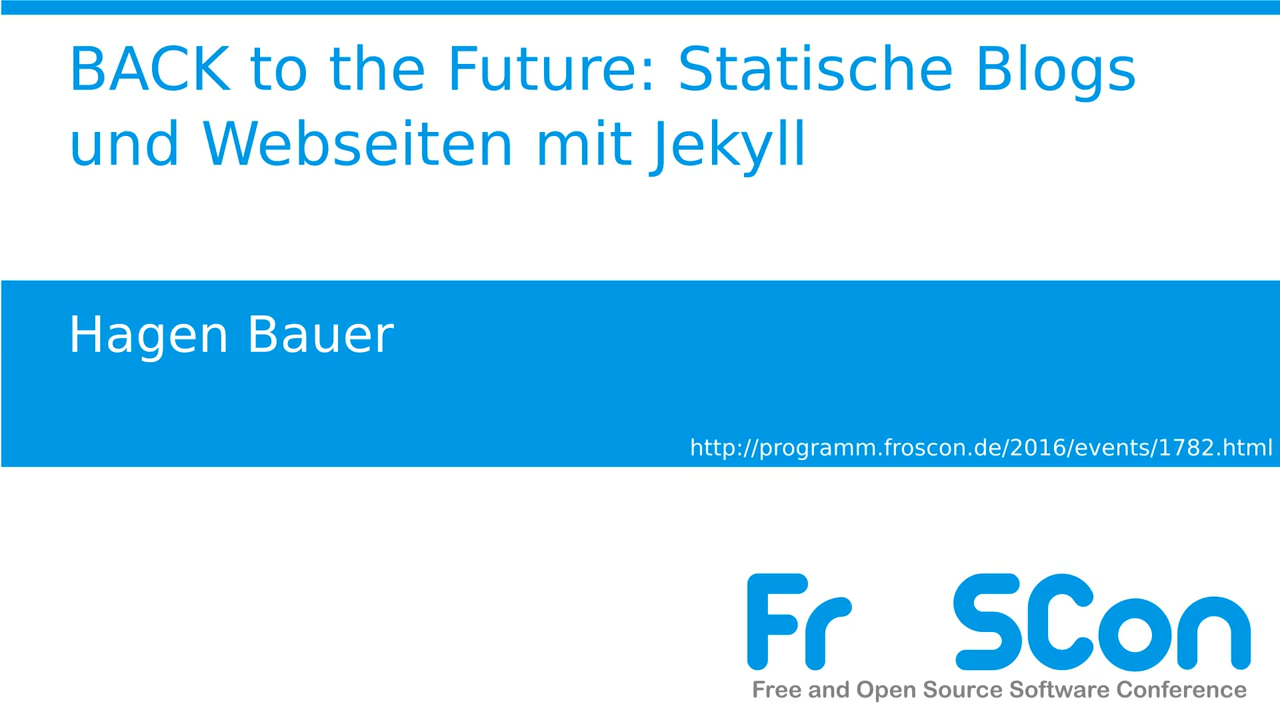 BACK to the Future: Statische Blogs
und Webseiten mit Jekyll
Hagen Bauer
http://programm.froscon.de/2016/events/1782.html
Fr SCon
Free and Open Source Software Conference